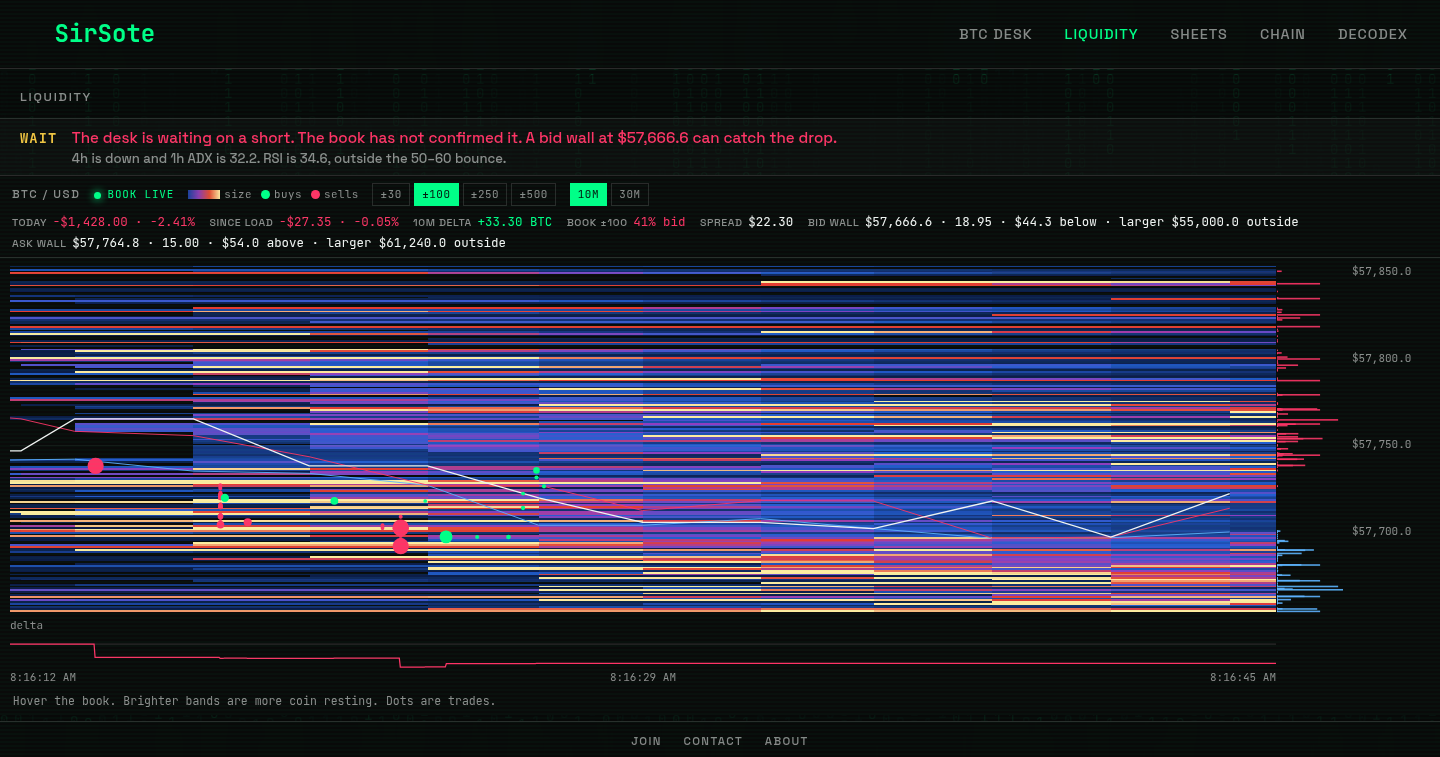 SirSote
BTC DESK LIQUIDITY SHEETS CHAIN DECODEX
LIQUIDITY
WAIT The desk is waiting on a short. The book has not confirmed it. A bid wall at $57,666.6 can catch the drop.
4h is down and 1h ADX is 32.2. RSI is 34.6, outside the 50–60 bounce.
BTC / USD BOOK LIVE size buys sells ±30 ±100 ±250 ±500 10M 30M
TODAY -$1,428.00 · -2.41% SINCE LOAD -$27.35 · -0.05% 10M DELTA +33.30 BTC BOOK ±100 41% bid SPREAD $22.30 BID WALL $57,666.6 · 18.95 · $44.3 below · larger $55,000.0 outside
ASK WALL $57,764.8 · 15.00 · $54.0 above · larger $61,240.0 outside
$57,850.0
$57,800.0
$57,750.0
$57,700.0
delta
8:16:12 AM 8:16:29 AM 8:16:45 AM
Hover the book. Brighter bands are more coin resting. Dots are trades.
JOIN CONTACT ABOUT